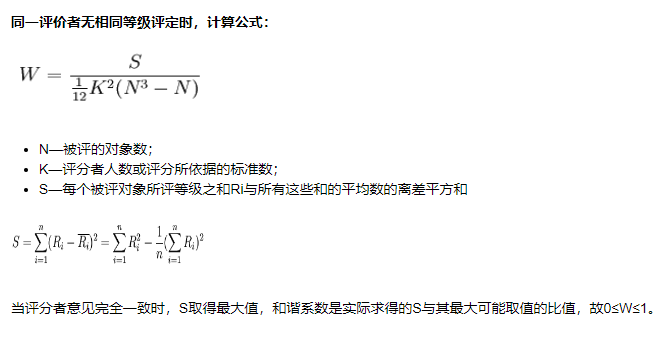 同一评价者无相同等级评定时，计算公式：
W = \frac{S}{\frac{1}{12}K^2(N^3 - N)}
• N—被评的对象数；
• K—评分者人数或评分所依据的标准数；
• S—每个被评对象所评等级之和Ri与所有这些和的平均数的离差平方和
S = \sum_{i=1}^{n}(R_i - \overline{R_i})^2 = \sum_{i=1}^{n}R_i^2 - \frac{1}{n}(\sum_{i=1}^{n}R_i)^2
当评分者意见完全一致时，S取得最大值，和谐系数是实际求得的S与其最大可能取值的比值，故0≤W≤1。